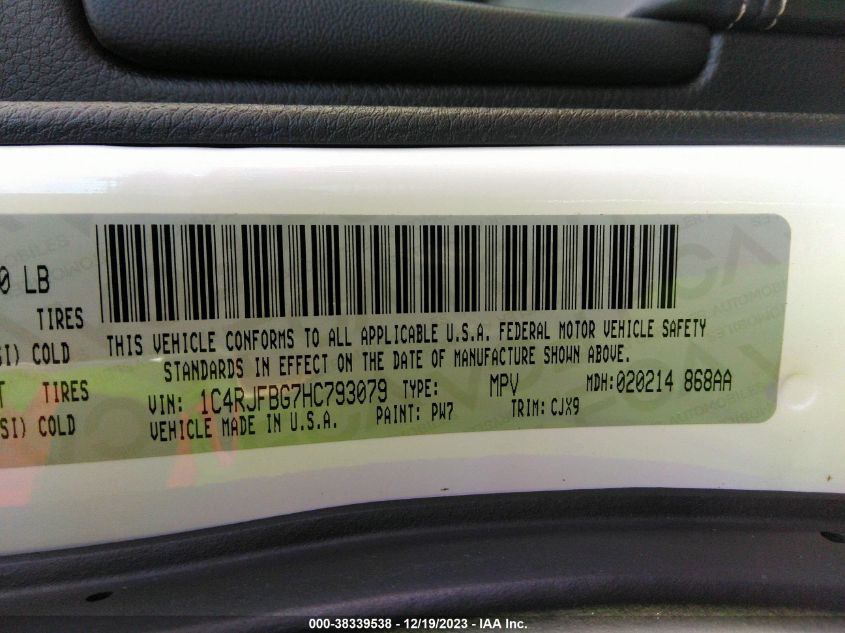 0 LB
TIRES
SI) COLD
TIRES
SI) COLD
THIS VEHICLE CONFORMS TO ALL APPLICABLE U.S.A. FEDERAL MOTOR VEHICLE SAFETY
STANDARDS IN EFFECT ON THE DATE OF MANUFACTURE SHOWN ABOVE.
VIN: 1C4RJFBG7HC793079 TYPE: MPV MDH: 020214 868AA
VEHICLE MADE IN U.S.A. PAINT: PW7 TRIM: CJX9
000-38339538 - 12/19/2023 - IAA Inc.